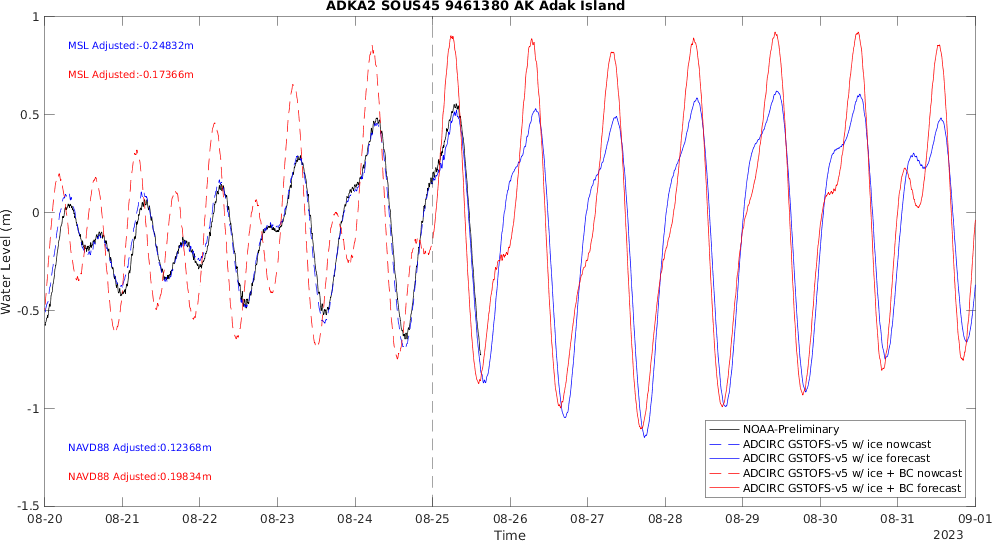 ADKA2 SOUS45 9461380 AK Adak Island
1
0.5
0
-0.5
-1
-1.5
Water Level (m)
MSL Adjusted:-0.24832m
MSL Adjusted:-0.17366m
NAVD88 Adjusted:0.12368m
NAVD88 Adjusted:0.19834m
NOAA-Preliminary
ADCIRC GSTOFS-v5 w/ ice nowcast
ADCIRC GSTOFS-v5 w/ ice forecast
ADCIRC GSTOFS-v5 w/ ice + BC nowcast
ADCIRC GSTOFS-v5 w/ ice + BC forecast
08-20 08-21 08-22 08-23 08-24 08-25 08-26 08-27 08-28 08-29 08-30 08-31 09-01
Time
2023